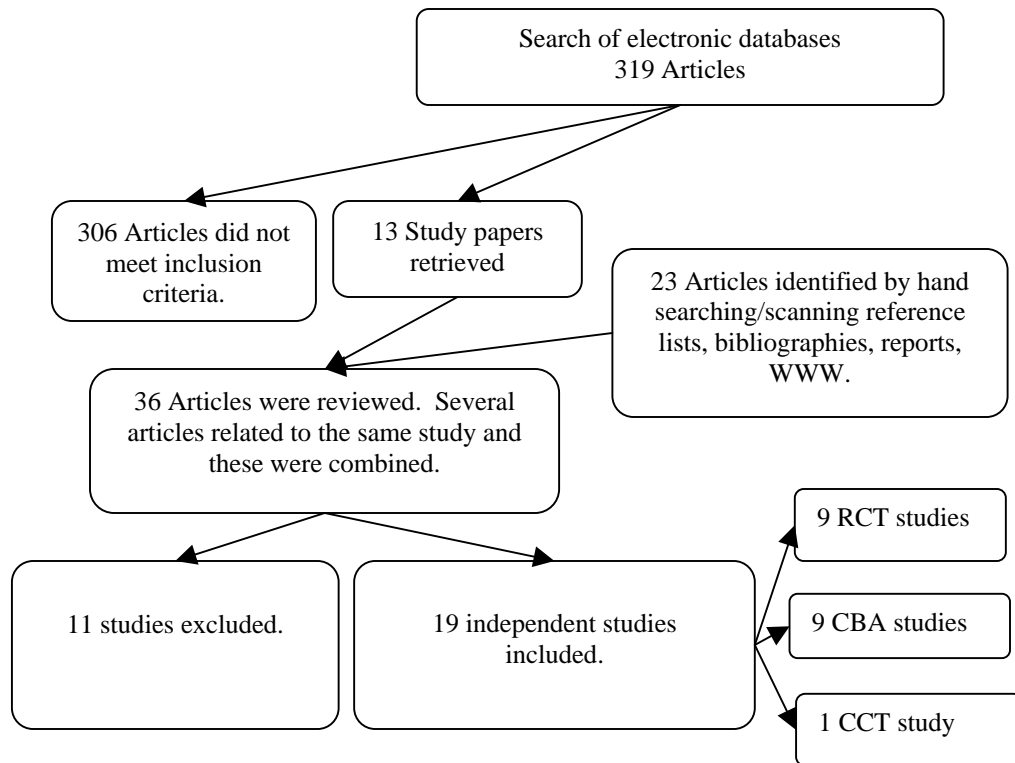 Search of electronic databases
319 Articles
306 Articles did not
meet inclusion
criteria.
13 Study papers
retrieved
23 Articles identified by hand
searching/scanning reference
lists, bibliographies, reports,
WWW.
36 Articles were reviewed.  Several
articles related to the same study and
these were combined.
11 studies excluded.
19 independent studies
included.
9 RCT studies
9 CBA studies
1 CCT study